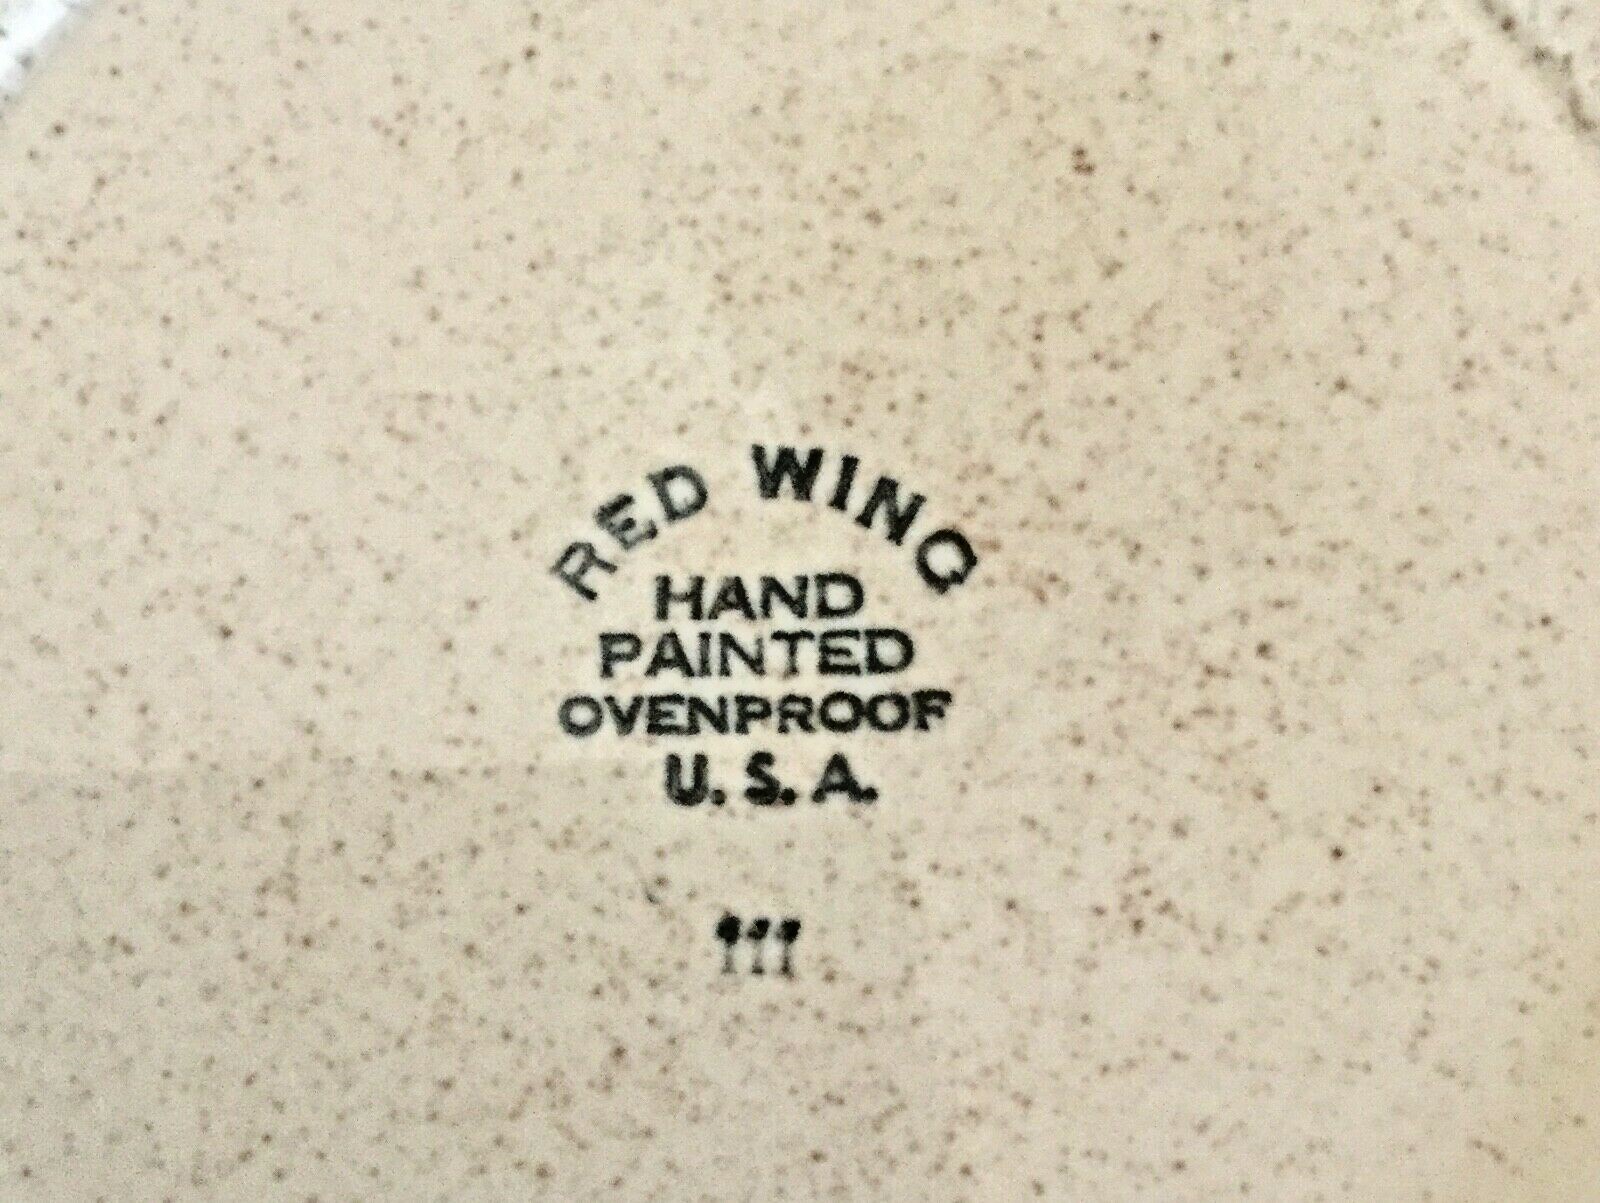 RED WING
HAND
PAINTED
OVENPROOF
U.S.A.